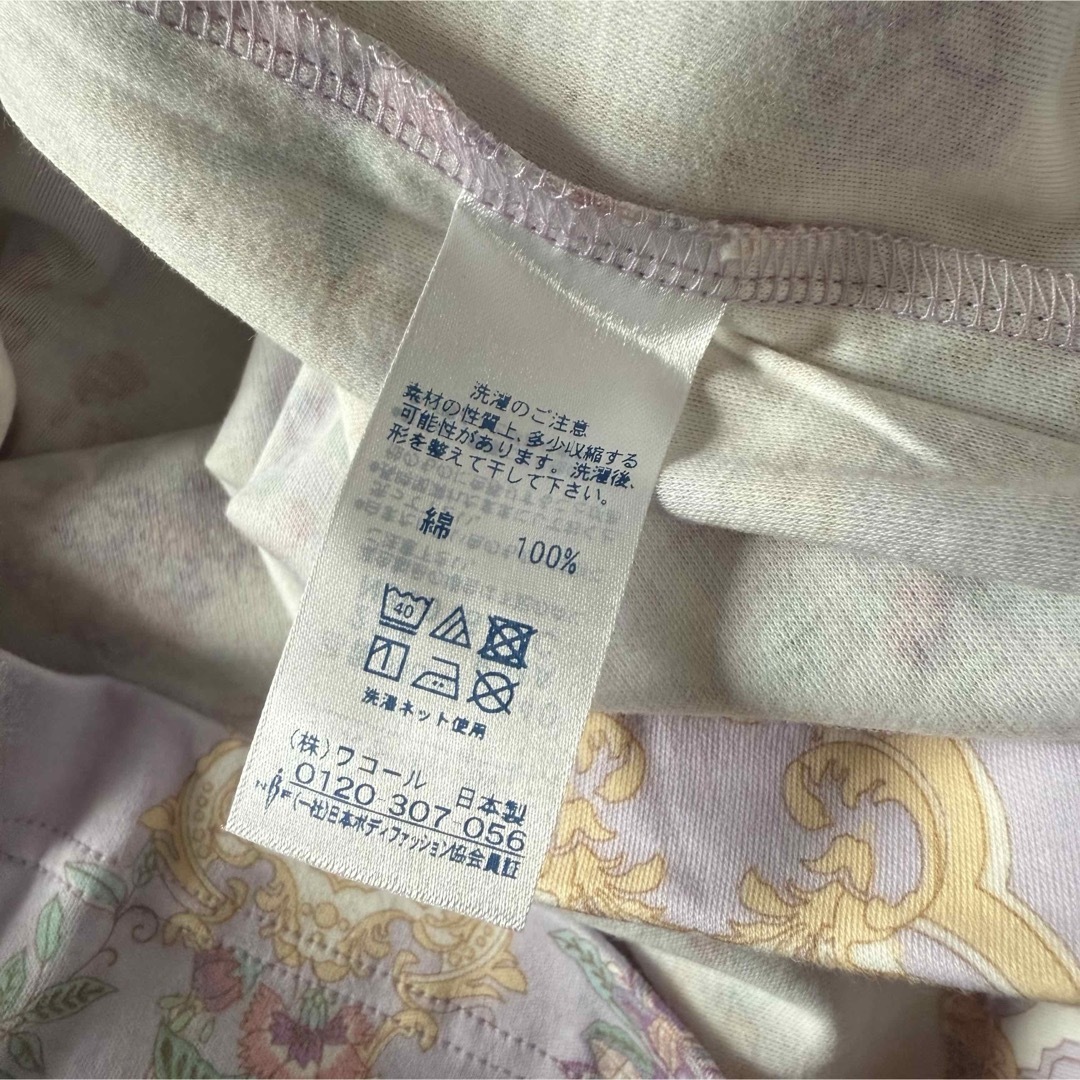 洗濯のご注意
素材の性質上、多少収縮する
可能性があります。洗濯後、
形を整えて干して下さい。
綿 100%
40
洗濯ネット使用
(株)ワコール 日本製
0120 307 056
NBF (一社)日本ボディファッション協会員証